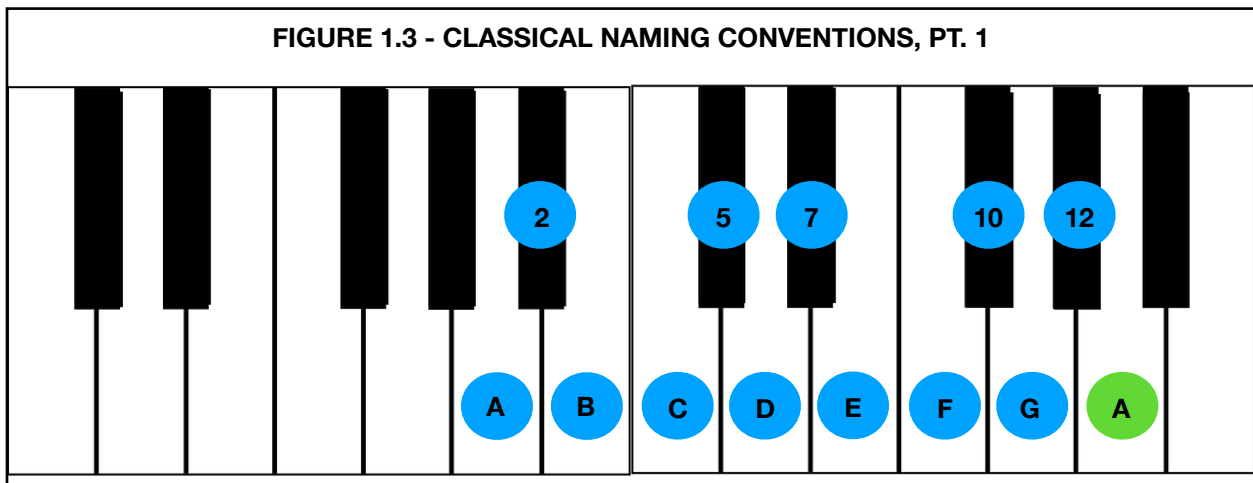 FIGURE 1.3 - CLASSICAL NAMING CONVENTIONS, PT. 1
2 5 7 10 12
A B C D E F G A